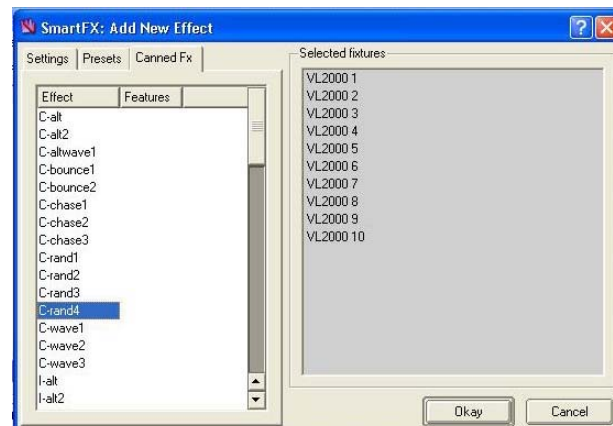 SmartFX: Add New Effect
Settings Presets Canned Fx
Effect Features
C-alt
C-alt2
C-altwave1
C-bounce1
C-bounce2
C-chase1
C-chase2
C-chase3
C-rand1
C-rand2
C-rand3
C-rand4
C-wave1
C-wave2
C-wave3
I-alt
I-alt2
Selected fixtures
VL2000 1
VL2000 2
VL2000 3
VL2000 4
VL2000 5
VL2000 6
VL2000 7
VL2000 8
VL2000 9
VL2000 10
Okay Cancel